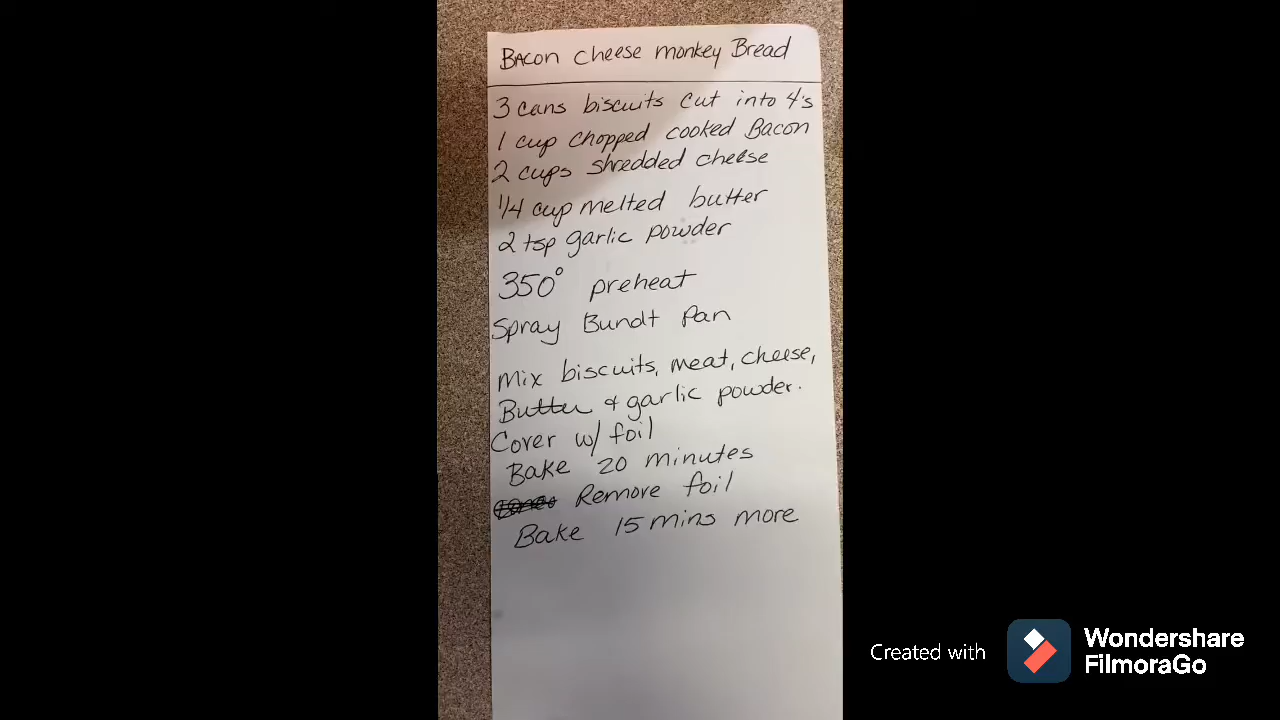 Bacon Cheese Monkey Bread
3 cans biscuits cut into 4's
1 cup chopped cooked Bacon
2 cups shredded cheese
1/4 cup melted butter
2 tsp garlic powder
350° preheat
Spray Bundt Pan
Mix biscuits, meat, cheese,
Butter & garlic powder.
Cover w/ foil
Bake 20 minutes
Remove foil
Bake 15 mins more
Created with
Wondershare
FilmoraGo